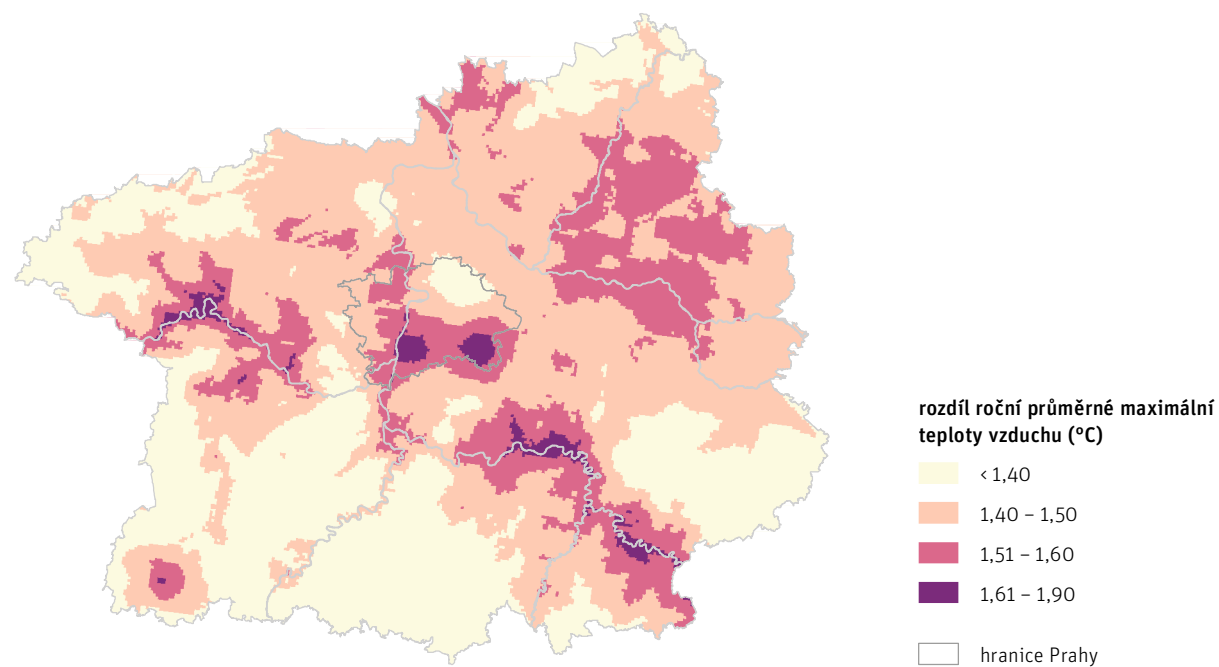 rozdíl roční průměrné maximální
teploty vzduchu (°C)
< 1,40
1,40 – 1,50
1,51 – 1,60
1,61 – 1,90
hranice Prahy